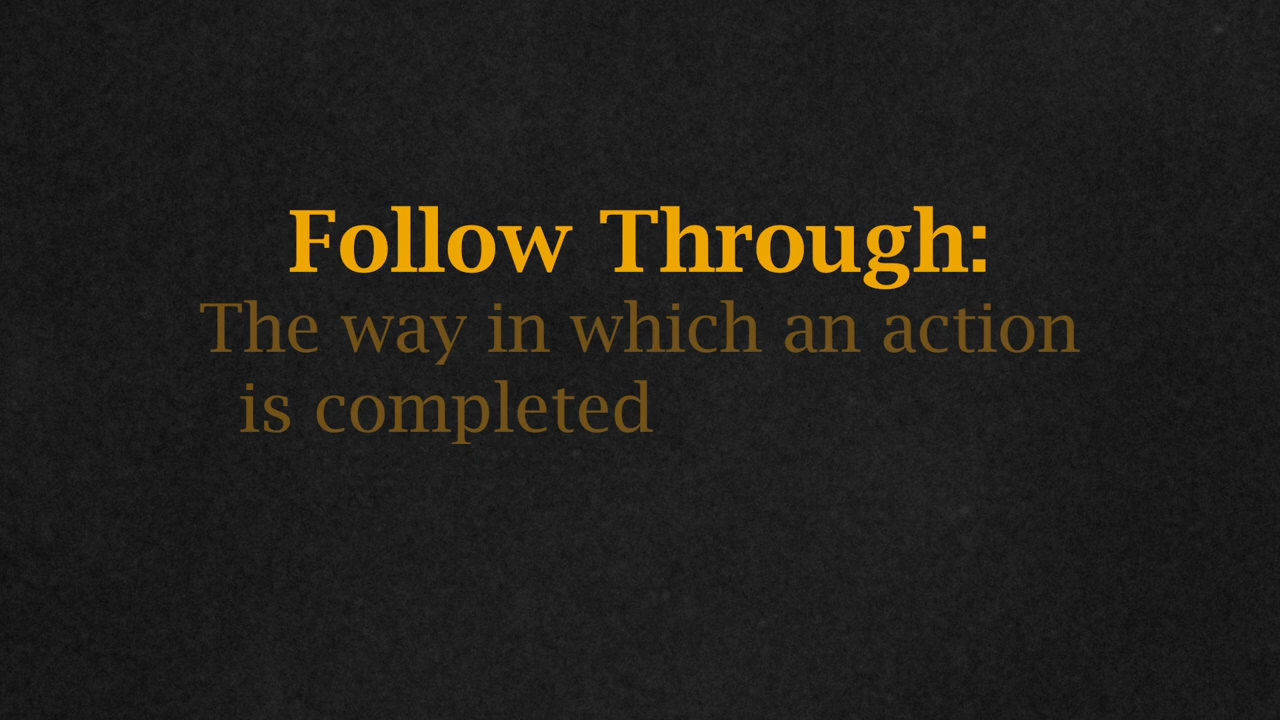 Follow Through:
The way in which an action
is completed